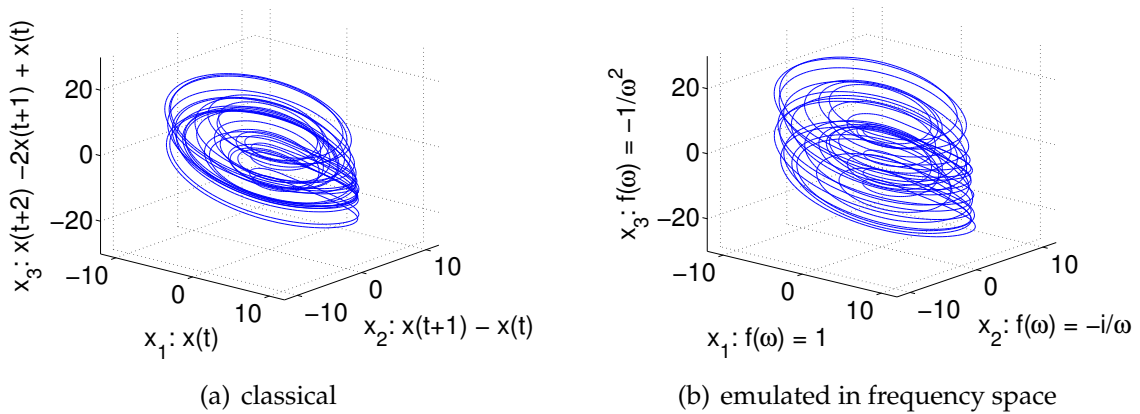 x3: x(t+2) −2x(t+1) + x(t)
20
0
−20
−10
0
10
−10
0
10
x1: x(t)
x2: x(t+1) − x(t)
(a) classical
x3: f(ω) = −1/ω^2
20
0
−20
−10
0
10
−10
0
10
x1: f(ω) = 1
x2: f(ω) = −i/ω
(b) emulated in frequency space